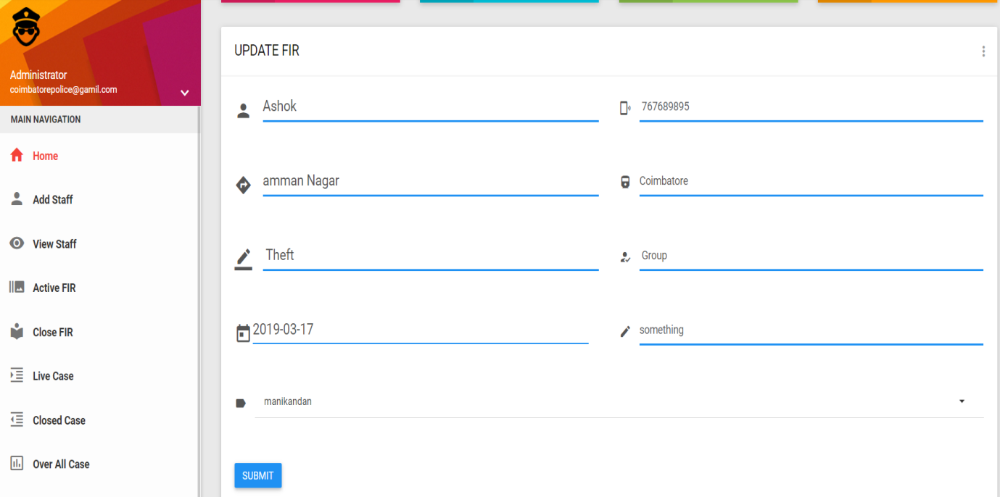 Administrator
coimbatorepolice@gamil.com
MAIN NAVIGATION
Home
Add Staff
View Staff
Active FIR
Close FIR
Live Case
Closed Case
Over All Case
UPDATE FIR
Ashok
767689895
amman Nagar
Coimbatore
Theft
Group
2019-03-17
something
manikandan
SUBMIT